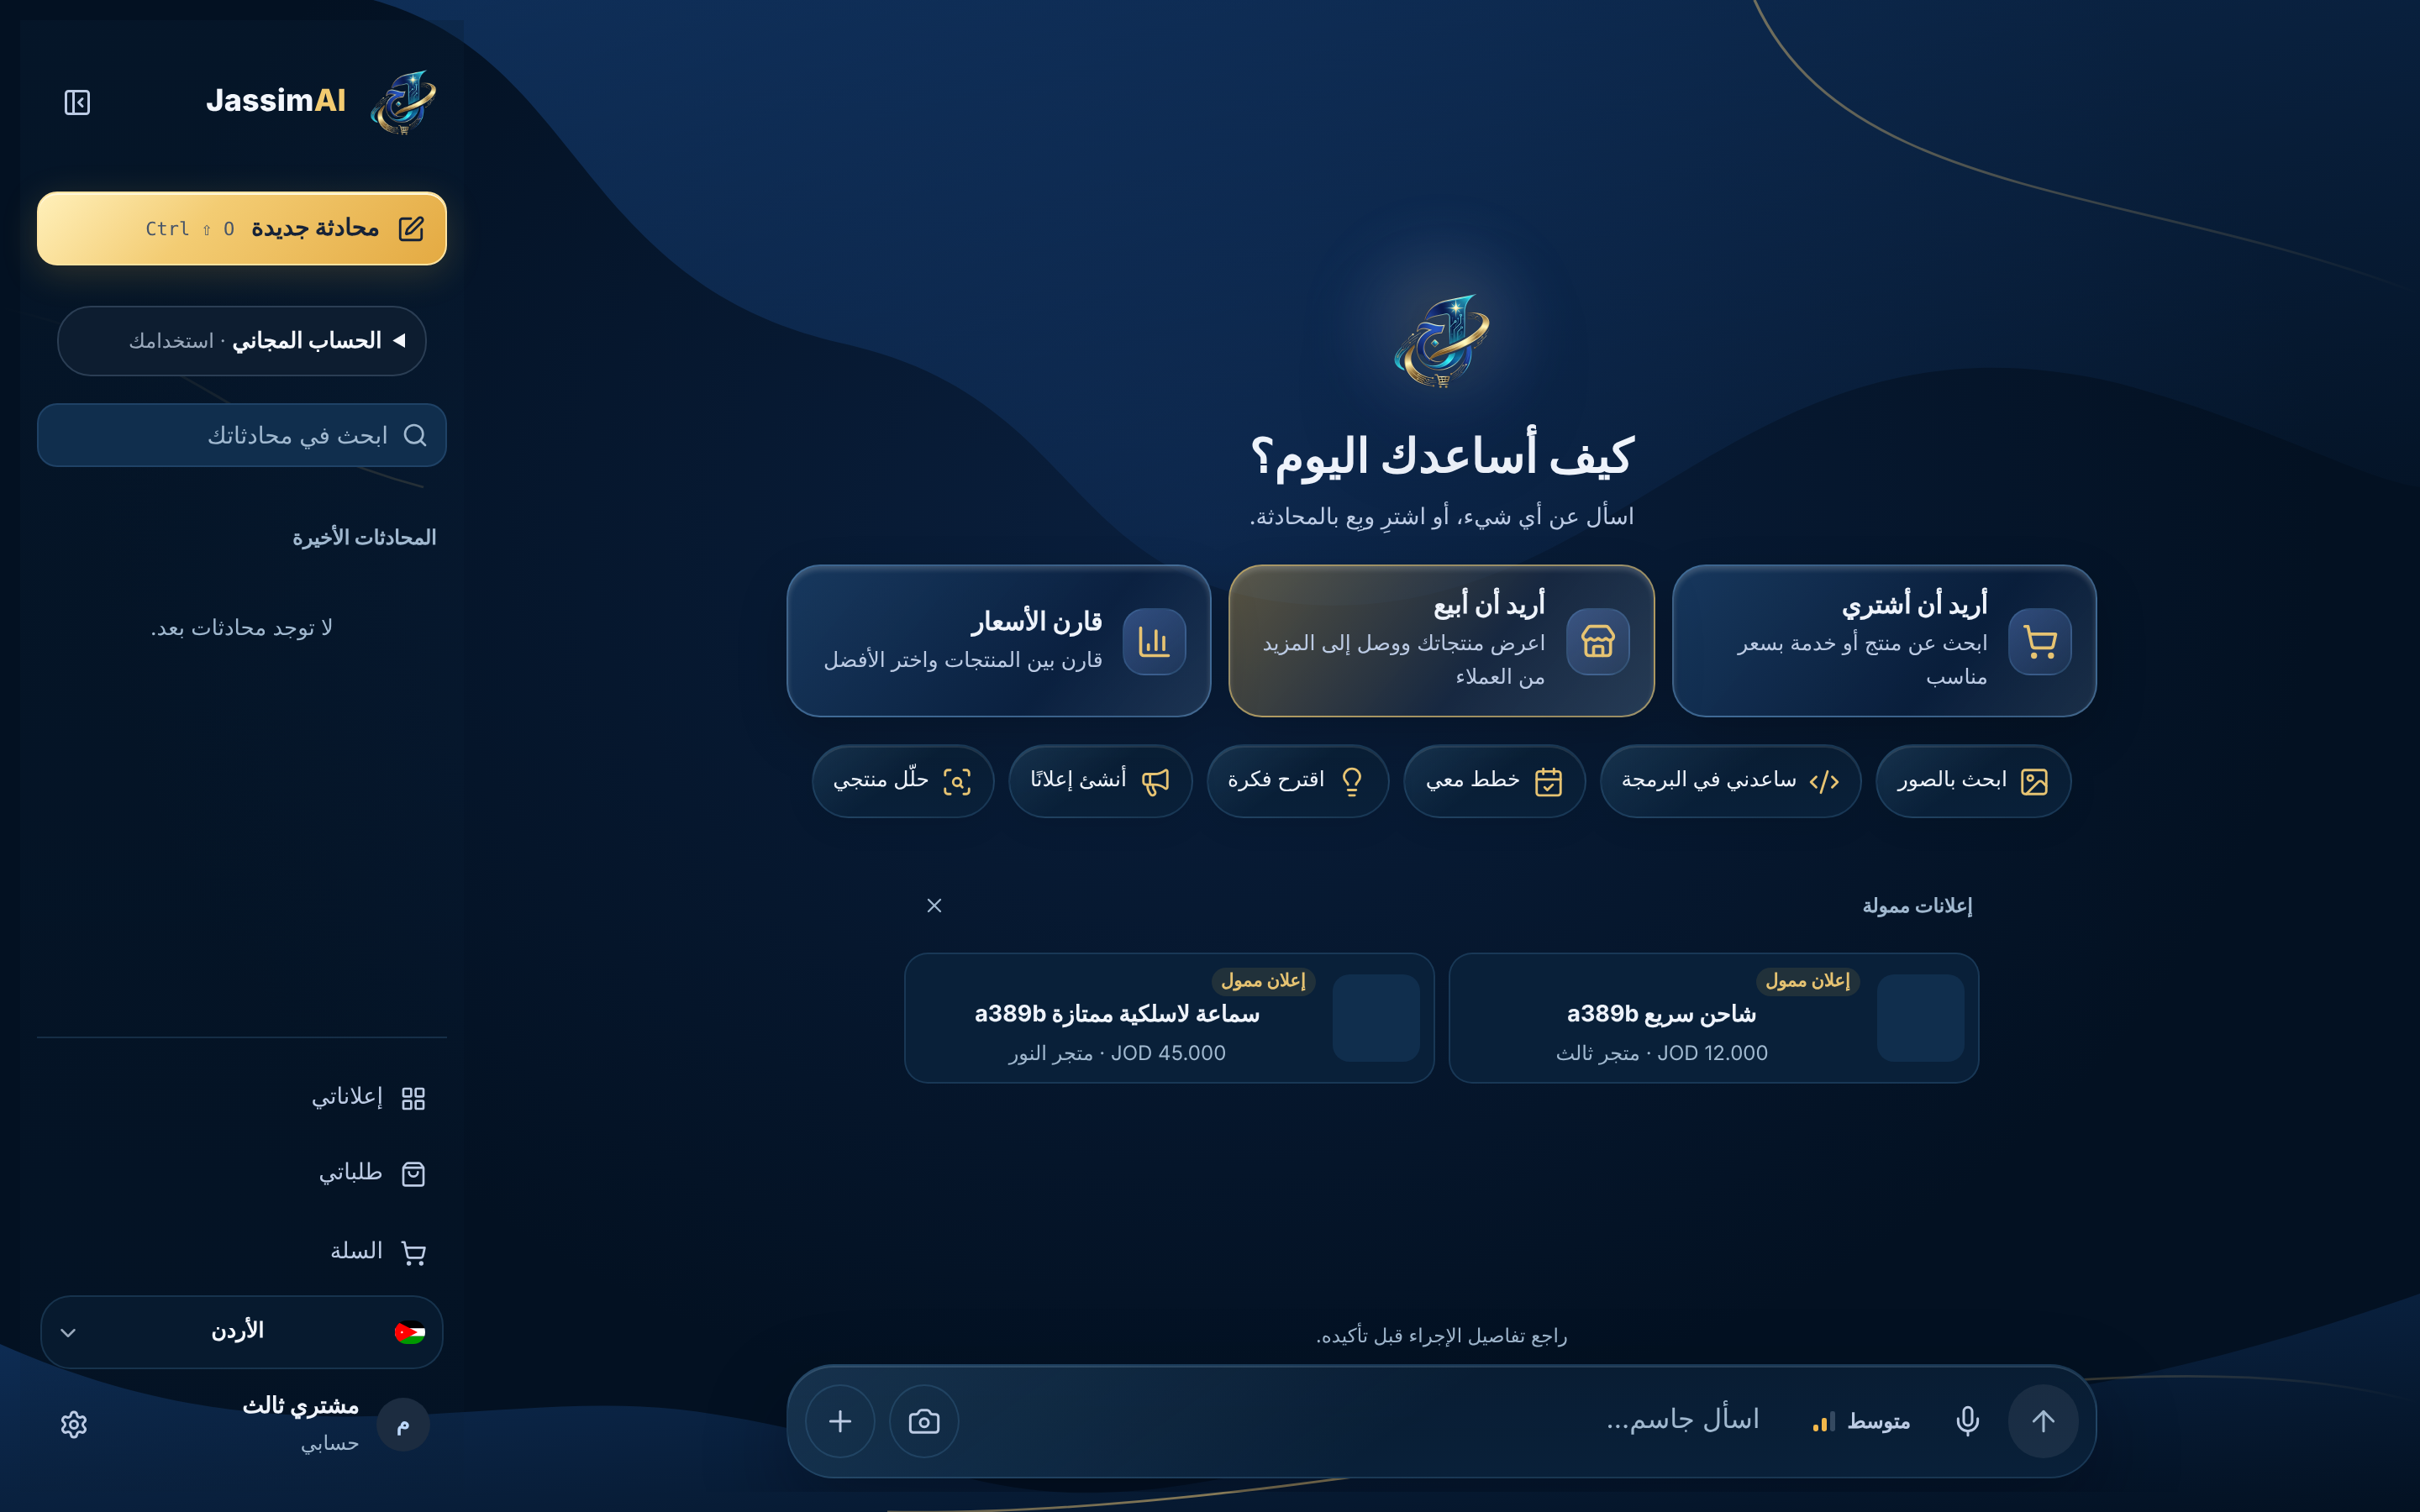 JassimAI
محادثة جديدة Ctrl ⇧ O
الحساب المجاني · استخدامك
ابحث في محادثاتك
المحادثات الأخيرة
لا توجد محادثات بعد.
إعلاناتي
طلباتي
السلة
الأردن
م
مشتري ثالث
حسابي
كيف أساعدك اليوم؟
اسأل عن أي شيء، أو اشترِ وبِع بالمحادثة.
أريد أن أشتري
ابحث عن منتج أو خدمة بسعر
مناسب
أريد أن أبيع
اعرض منتجاتك ووصل إلى المزيد
من العملاء
قارن الأسعار
قارن بين المنتجات واختر الأفضل
ابحث بالصور
ساعدني في البرمجة
خطط معي
اقترح فكرة
أنشئ إعلانًا
حلّل منتجي
إعلانات ممولة
إعلان ممول
شاحن سريع a389b
JOD 12.000 · متجر ثالث
إعلان ممول
سماعة لاسلكية ممتازة a389b
JOD 45.000 · متجر النور
راجع تفاصيل الإجراء قبل تأكيده.
متوسط
اسأل جاسم...